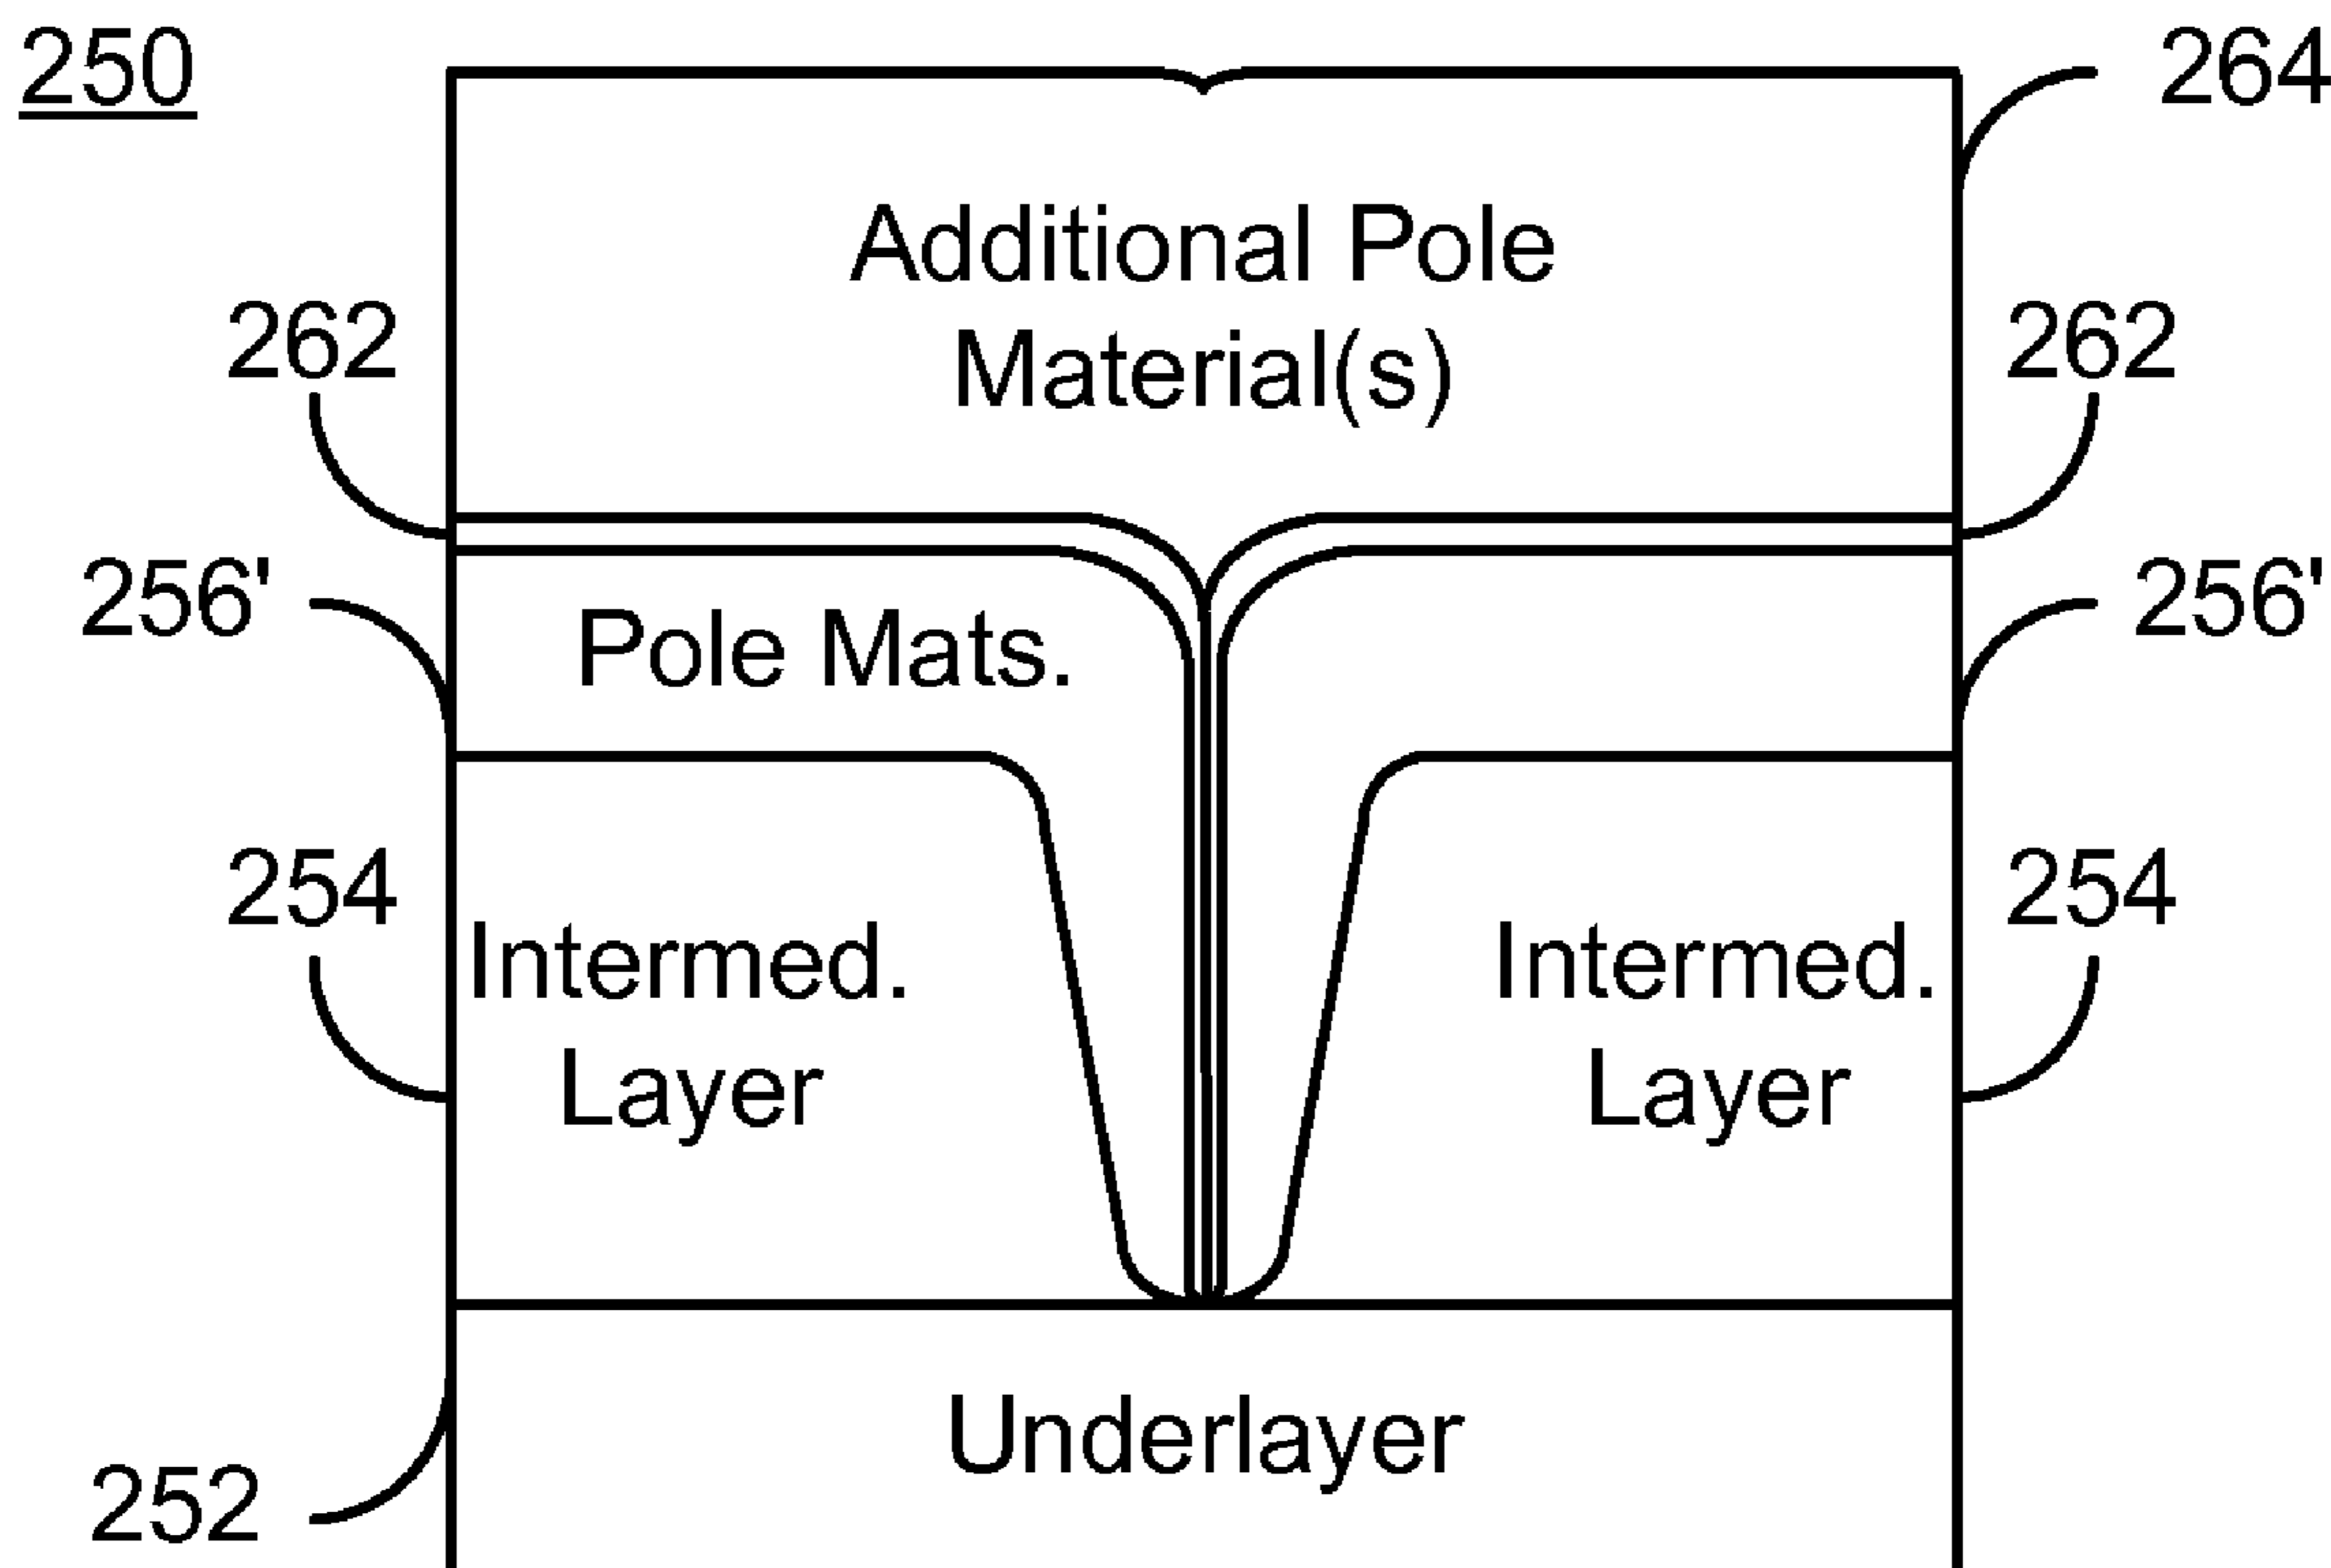 250
264
Additional Pole
Material(s)
262
262
256'
256'
Pole Mats.
254
254
Intermed.
Layer
Intermed.
Layer
Underlayer
252